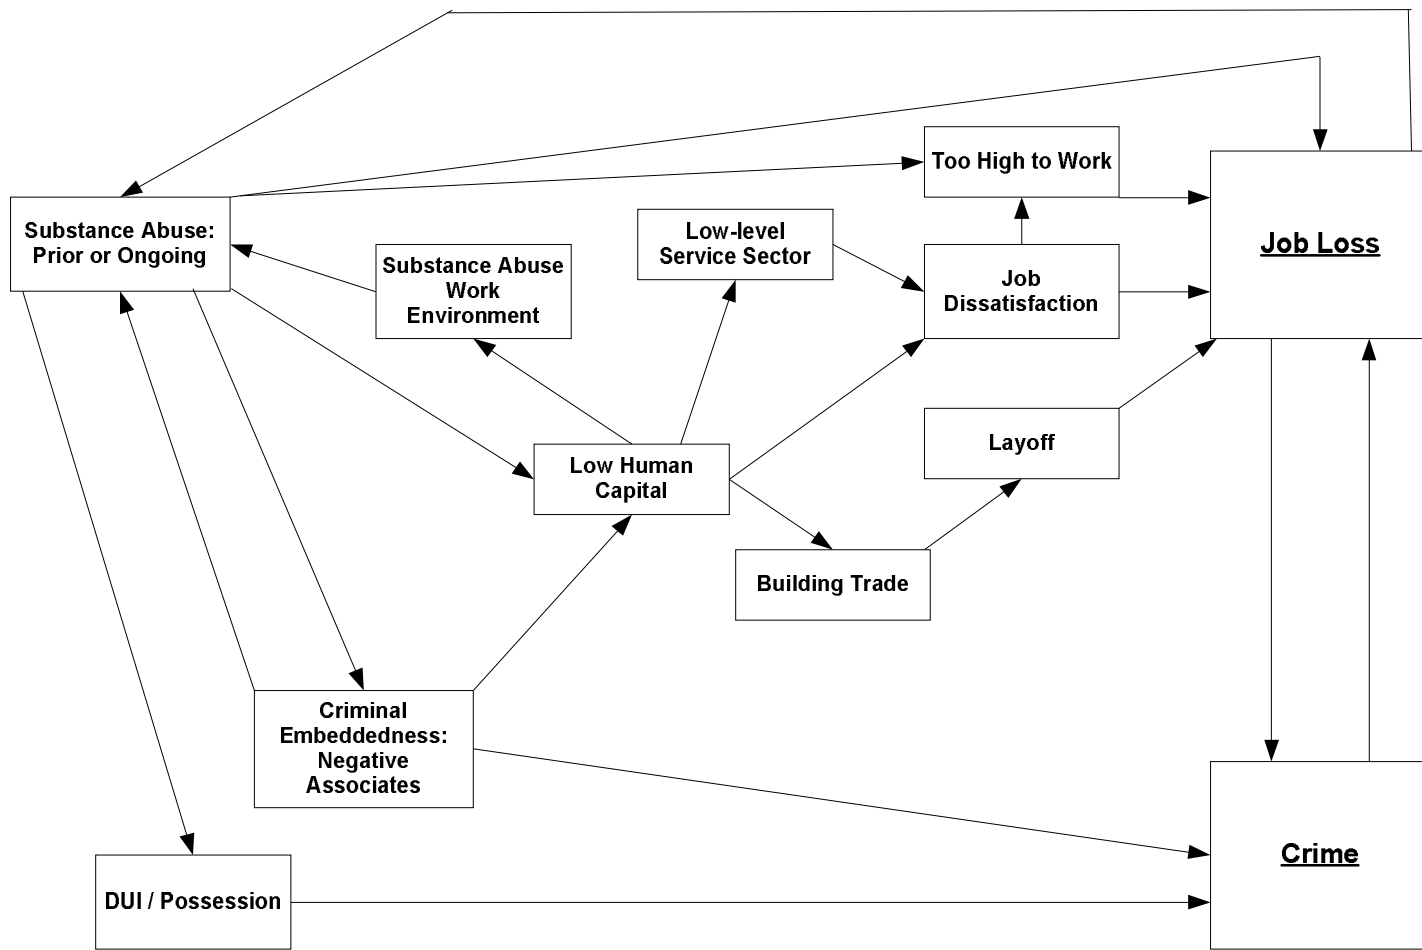 Too High to Work
Substance Abuse:
Prior or Ongoing
Low-level
Service Sector
Job Loss
Substance Abuse
Work
Environment
Job
Dissatisfaction
Layoff
Low Human
Capital
Building Trade
Criminal
Embeddedness:
Negative
Associates
Crime
DUI / Possession